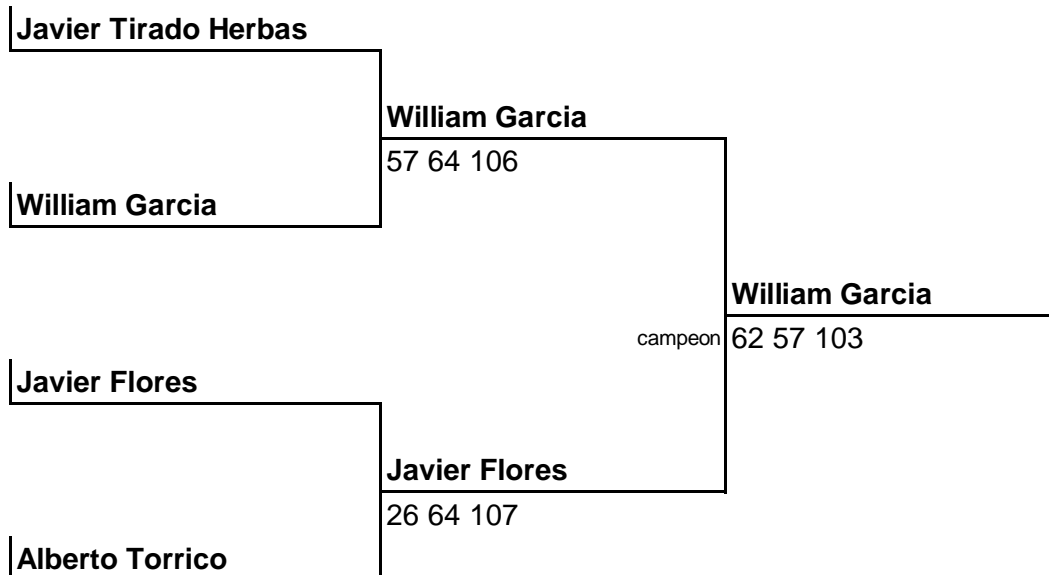 Javier Tirado Herbas
William Garcia
57 64 106
William Garcia
William Garcia
campeon 62 57 103
Javier Flores
Javier Flores
26 64 107
Alberto Torrico